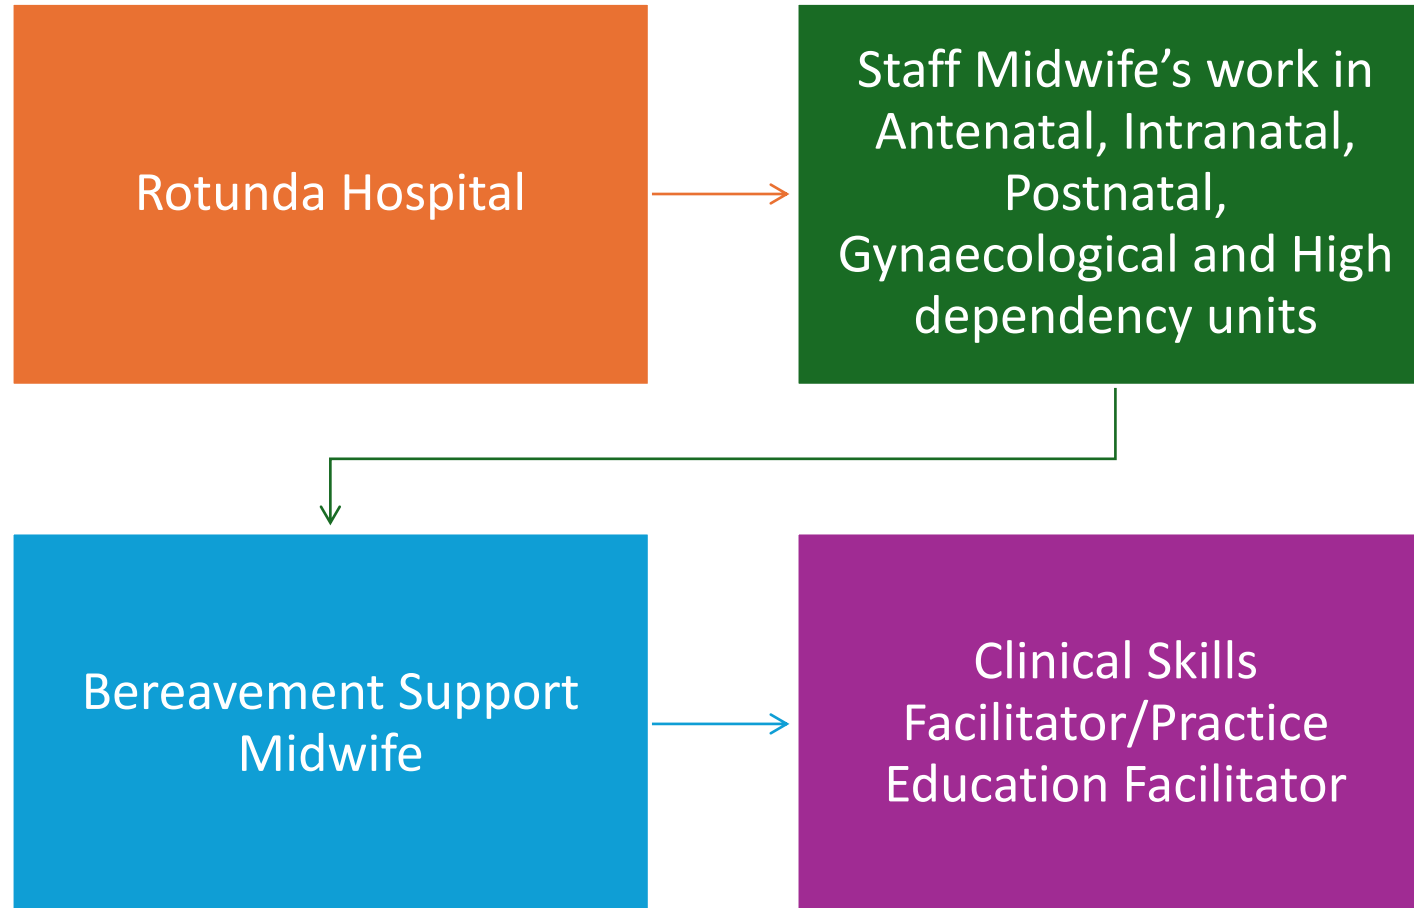 Rotunda Hospital
Staff Midwife’s work in
Antenatal, Intranatal,
Postnatal,
Gynaecological and High
dependency units
Bereavement Support
Midwife
Clinical Skills
Facilitator/Practice
Education Facilitator